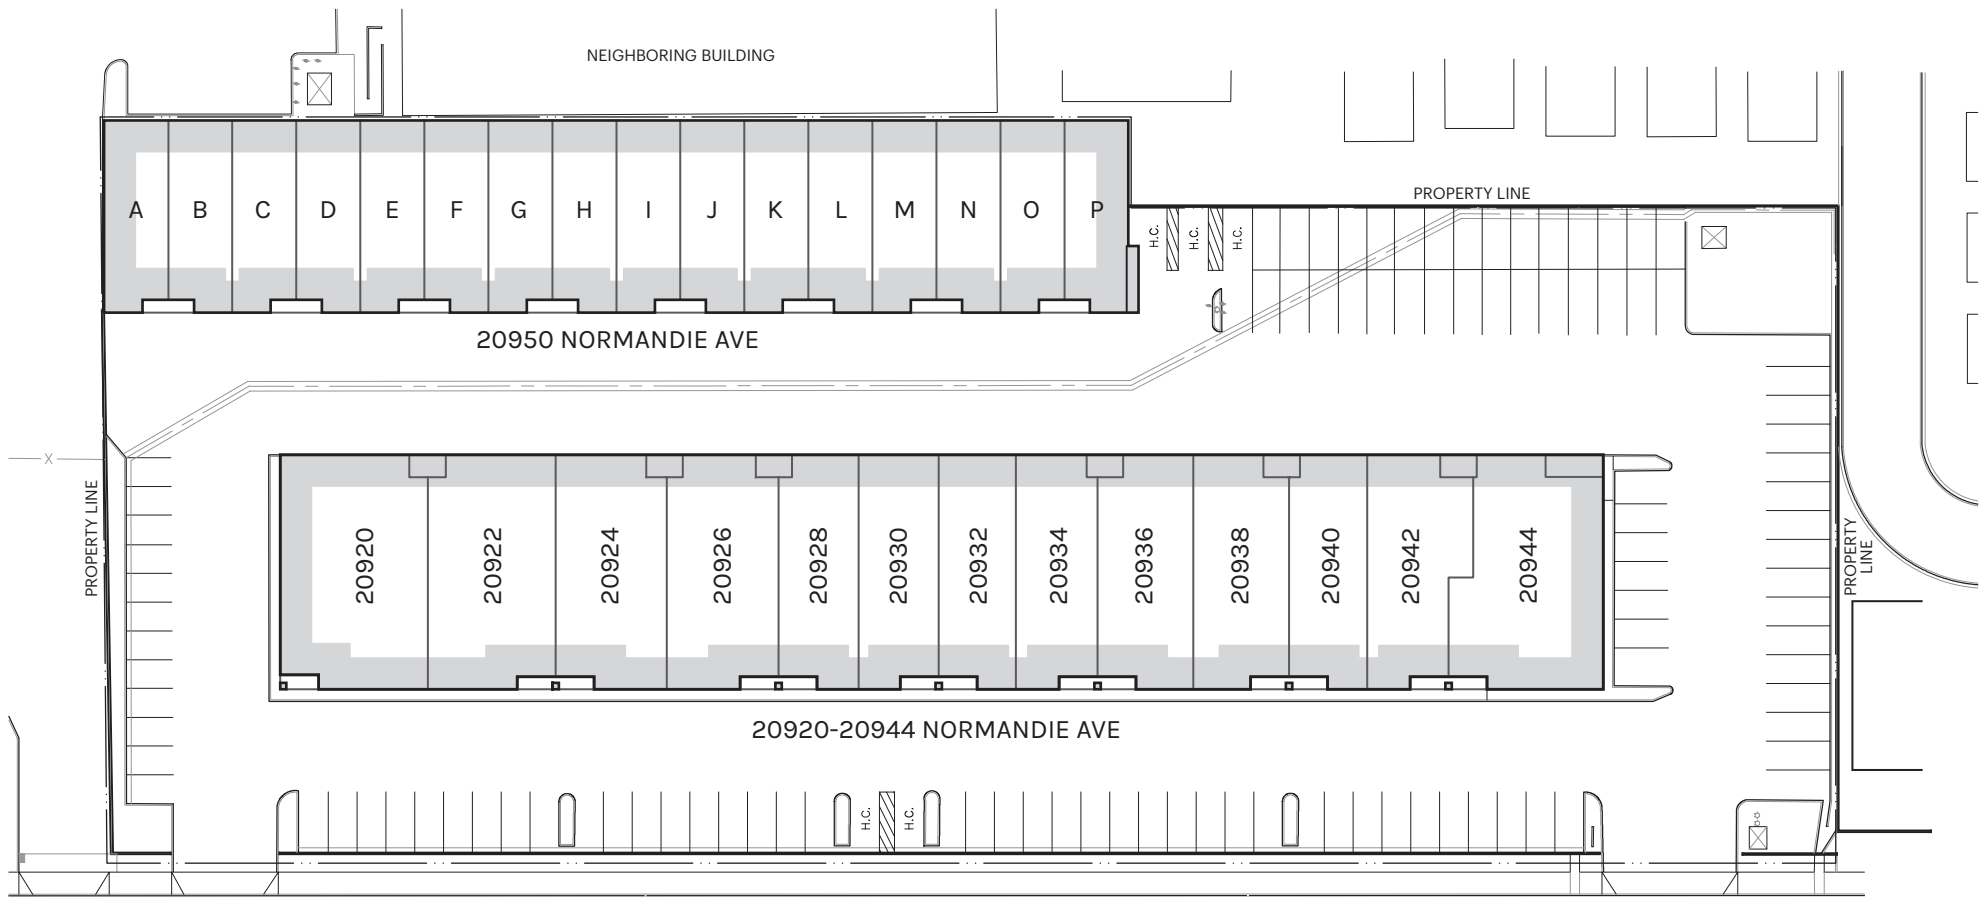 NEIGHBORING BUILDING
PROPERTY LINE
A B C D E F G H I J K L M N O P
H.C. H.C. H.C.
20950 NORMANDIE AVE
X
PROPERTY LINE
20920 20922 20924 20926 20928 20930 20932 20934 20936 20938 20940 20942 20944
PROPERTY
LINE
20920-20944 NORMANDIE AVE
H.C. H.C.